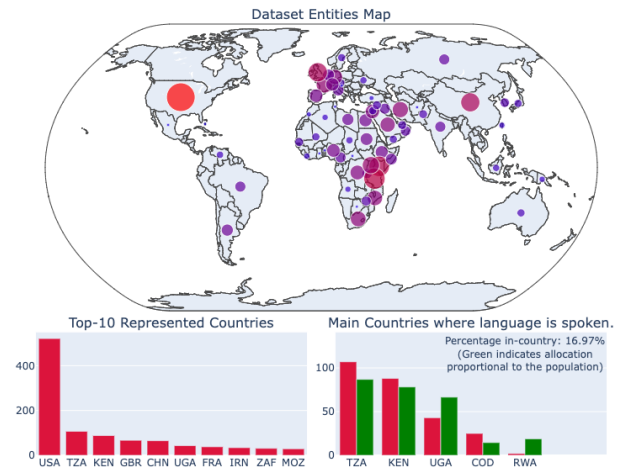 Dataset Entities Map
Top-10 Represented Countries
400
200
0
USA TZA KEN GBR CHN UGA FRA IRN ZAF MOZ
Main Countries where language is spoken.
Percentage in-country: 16.97%
(Green indicates allocation
proportional to the population)
100
50
0
TZA KEN UGA COD RWA